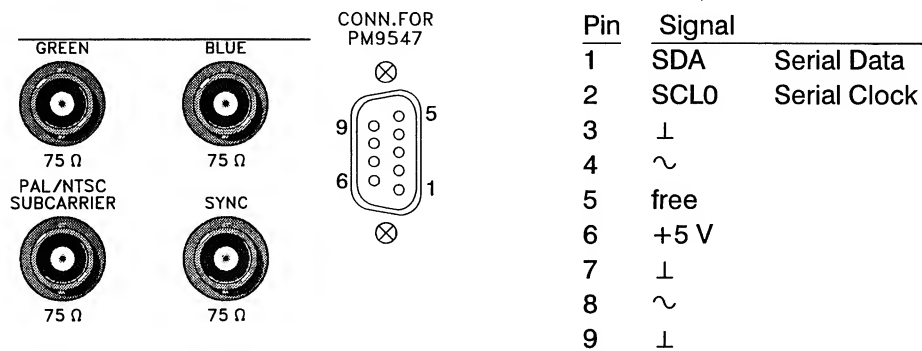 CONN.FOR
PM9547
GREEN
BLUE
75 Ω
75 Ω
PAL/NTSC
SUBCARRIER
SYNC
75 Ω
75 Ω
9
5
6
1
Pin Signal
1 SDA Serial Data
2 SCL0 Serial Clock
3 ⊥
4 ∿
5 free
6 +5 V
7 ⊥
8 ∿
9 ⊥